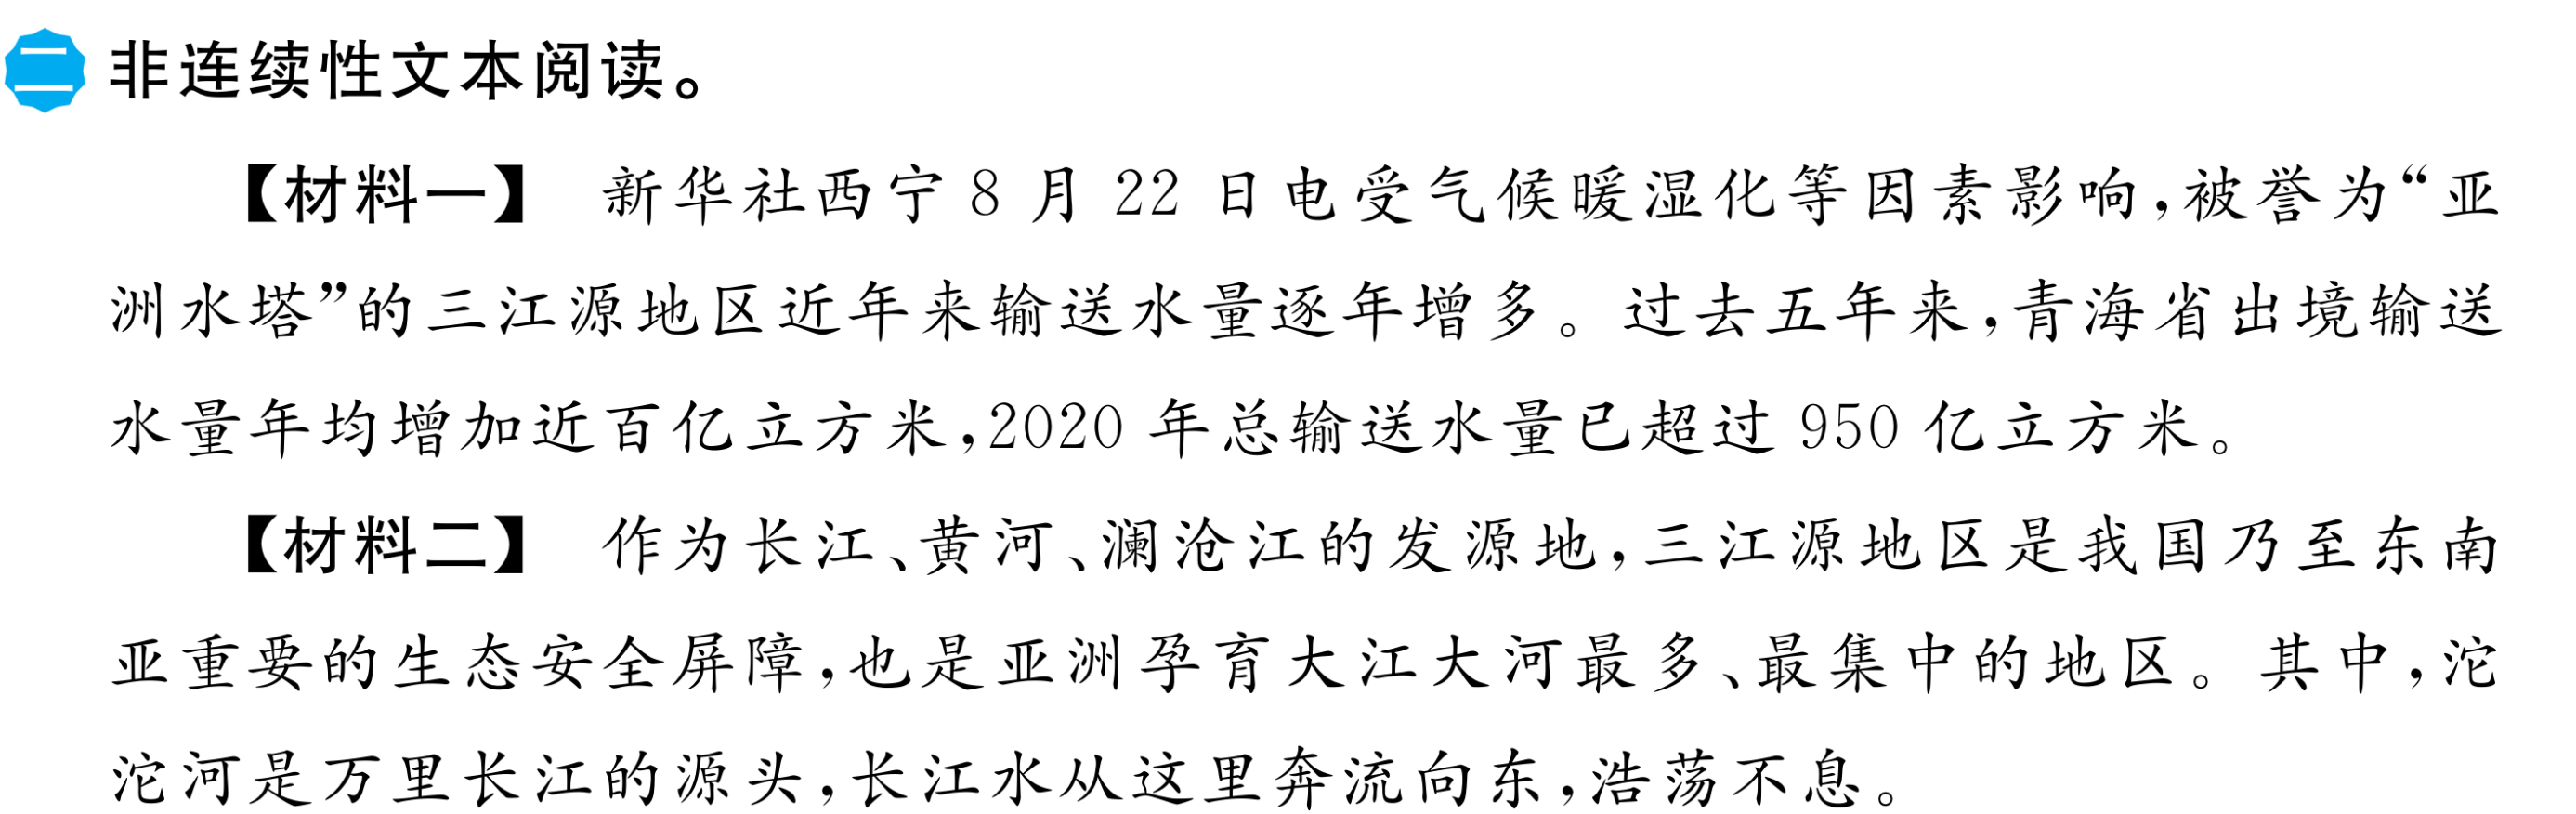 二 非连续性文本阅读。
【材料一】 新华社西宁8月22日电受气候暖湿化等因素影响,被誉为“亚
洲水塔”的三江源地区近年来输送水量逐年增多。过去五年来,青海省出境输送
水量年均增加近百亿立方米,2020年总输送水量已超过950亿立方米。
【材料二】 作为长江、黄河、澜沧江的发源地,三江源地区是我国乃至东南
亚重要的生态安全屏障,也是亚洲孕育大江大河最多、最集中的地区。其中,沱
沱河是万里长江的源头,长江水从这里奔流向东,浩荡不息。